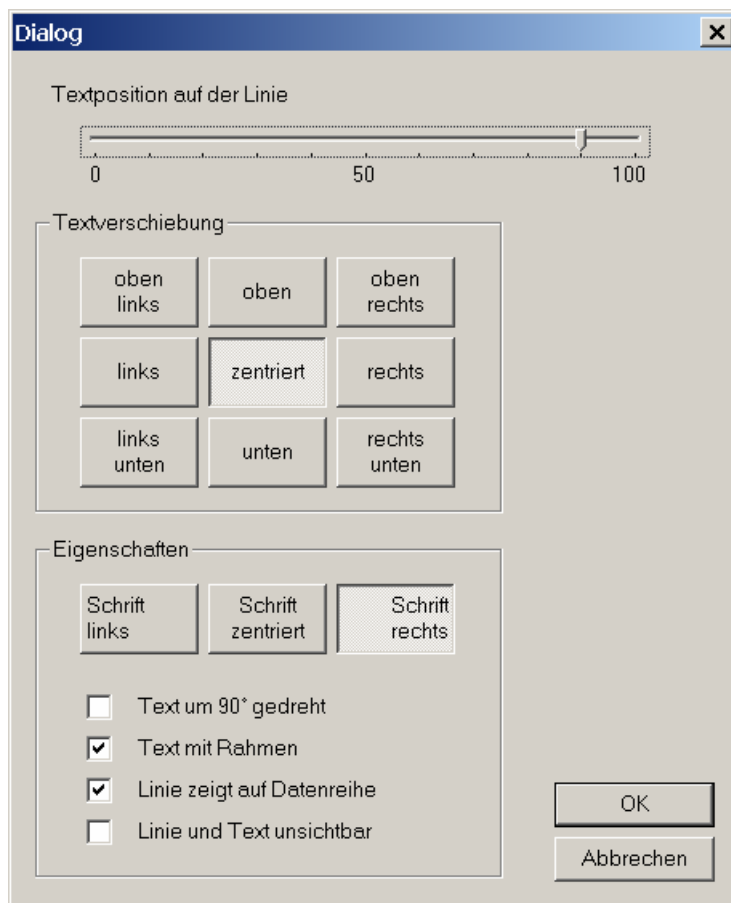 Dialog
Textposition auf der Linie
0 50 100
Textverschiebung
oben links
oben
oben rechts
links
zentriert
rechts
links unten
unten
rechts unten
Eigenschaften
Schrift links
Schrift zentriert
Schrift rechts
Text um 90° gedreht
Text mit Rahmen
Linie zeigt auf Datenreihe
Linie und Text unsichtbar
OK
Abbrechen